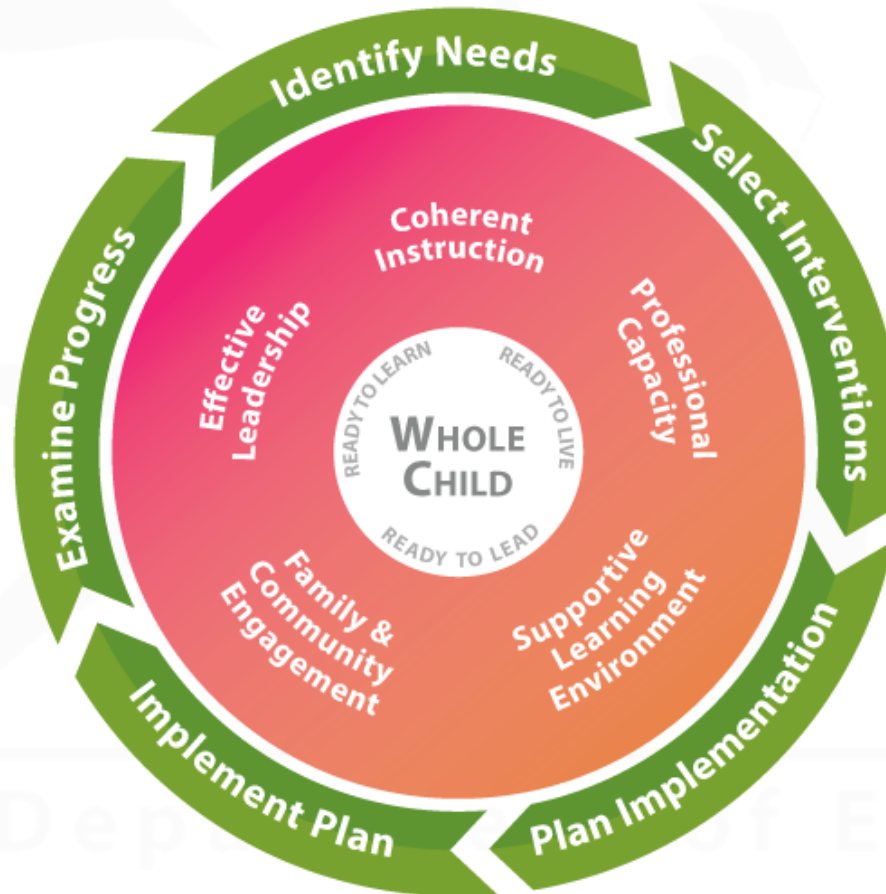 Identify Needs
Select Interventions
Plan Implementation
Implement Plan
Examine Progress
Coherent
Instruction
Professional
Capacity
Supportive
Learning
Environment
Family &
Community
Engagement
Effective
Leadership
READY TO LEARN
READY TO LIVE
READY TO LEAD
WHOLE
CHILD